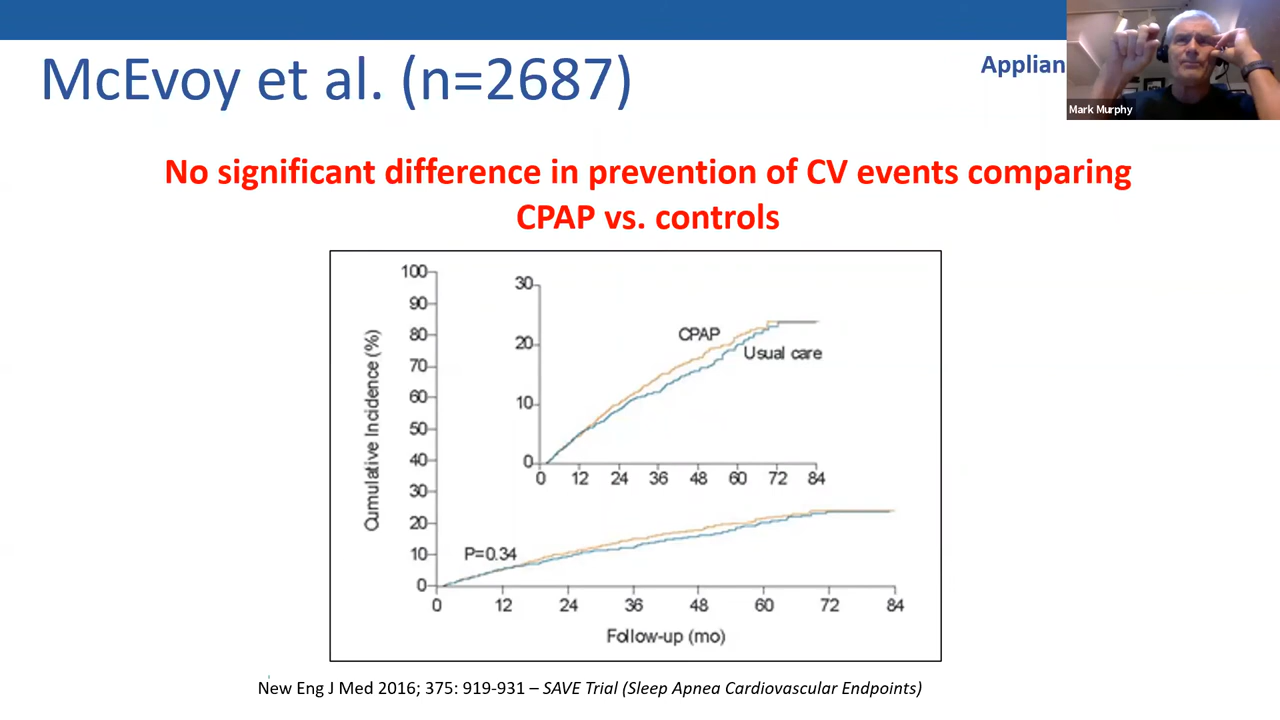 McEvoy et al. (n=2687)
Applian
Mark Murphy
No significant difference in prevention of CV events comparing
CPAP vs. controls
100
90
80
70
60
50
40
30
20
10
0
Cumulative Incidence (%)
30
20
10
0
CPAP
Usual care
0 12 24 36 48 60 72 84
P=0.34
0 12 24 36 48 60 72 84
Follow-up (mo)
New Eng J Med 2016; 375: 919-931 – SAVE Trial (Sleep Apnea Cardiovascular Endpoints)